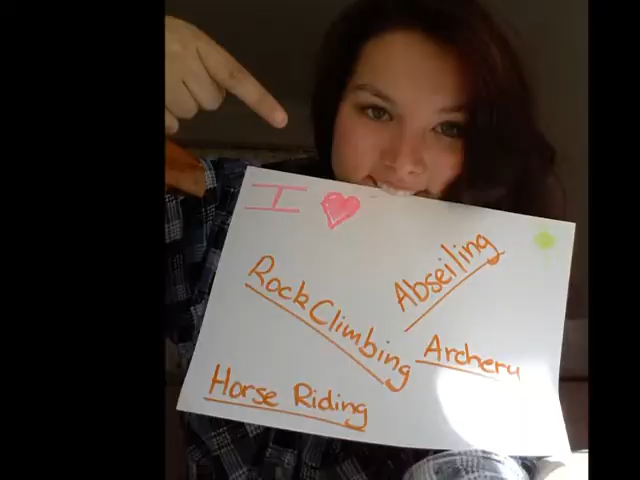 I
Abseiling
Rock Climbing
Archery
Horse Riding